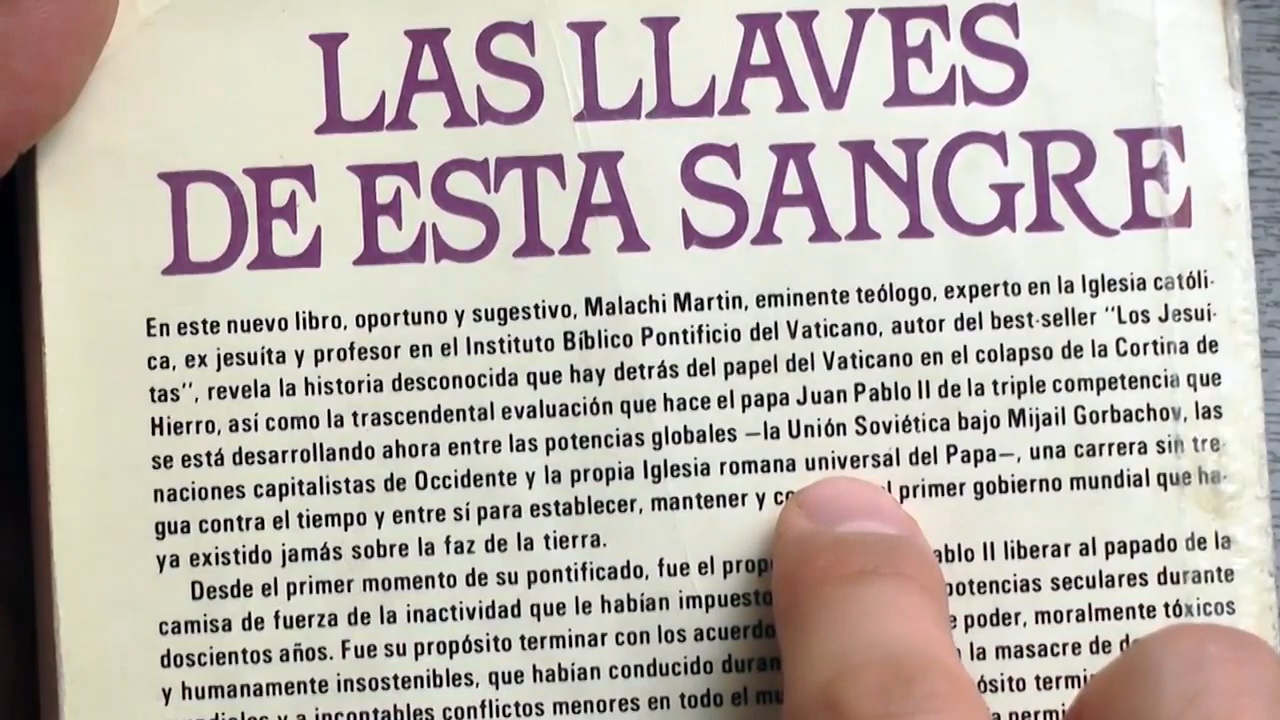 LAS LLAVES
DE ESTA SANGRE
En este nuevo libro, oportuno y sugestivo, Malachi Martin, eminente teólogo, experto en la Iglesia católi-
ca, ex jesuíta y profesor en el Instituto Bíblico Pontificio del Vaticano, autor del best-seller "Los Jesuí-
tas", revela la historia desconocida que hay detrás del papel del Vaticano en el colapso de la Cortina de
Hierro, así como la trascendental evaluación que hace el papa Juan Pablo II de la triple competencia que
se está desarrollando ahora entre las potencias globales —la Unión Soviética bajo Mijail Gorbachov, las
naciones capitalistas de Occidente y la propia Iglesia romana universal del Papa—, una carrera sin tre-
gua contra el tiempo y entre sí para establecer, mantener y primer gobierno mundial que ha-
ya existido jamás sobre la faz de la tierra.
Desde el primer momento de su pontificado, fue el II liberar al papado de la
camisa de fuerza de la inactividad que le habían potencias seculares durante
doscientos años. Fue su propósito terminar con los poder, moralmente tóxicos
y humanamente insostenibles, que habían conducido la masacre de
y a incontables conflictos menores en todo el